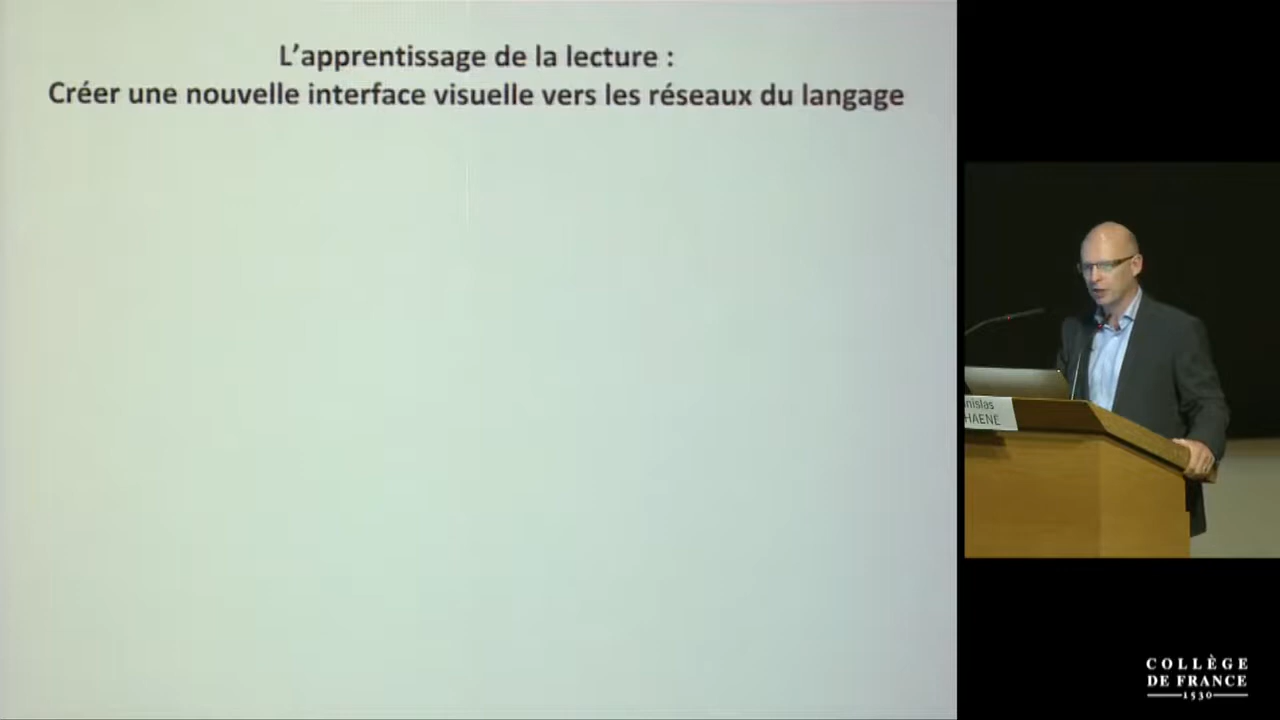 L'apprentissage de la lecture :
Créer une nouvelle interface visuelle vers les réseaux du langage
nislas
HAENE
COLLÈGE
DE FRANCE
1530